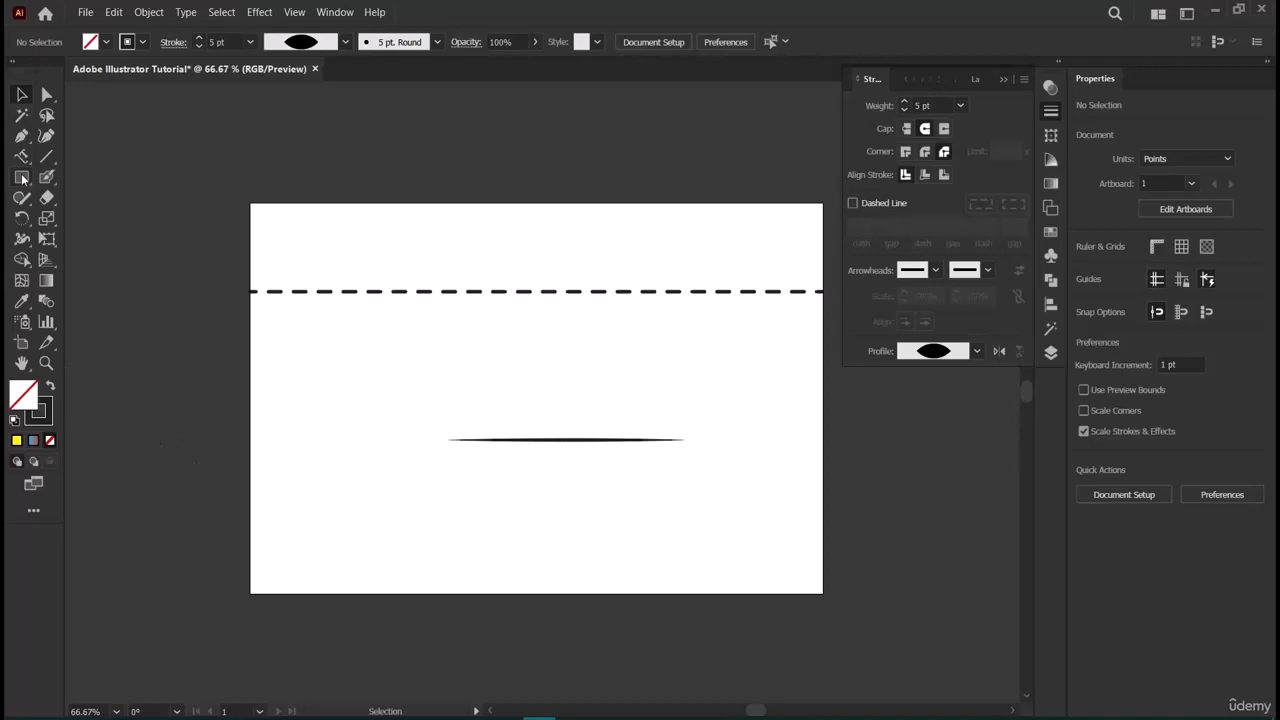 Ai File Edit Object Type Select Effect View Window Help
No Selection Stroke: 5 pt 5 pt. Round Opacity: 100% Style: Document Setup Preferences
Adobe Illustrator Tutorial* @ 66.67 % (RGB/Preview) ×
Str... La
Properties
Weight: 5 pt
No Selection
Cap:
Document
Corner: Limit: x
Units: Points
Align Stroke:
Artboard: 1
Dashed Line
Edit Artboards
dash gap dash gap dash gap
Ruler & Grids
Arrowheads:
Guides
Scale:
Snap Options
Align:
Preferences
Profile:
Keyboard Increment: 1 pt
Use Preview Bounds
Scale Corners
Scale Strokes & Effects
Quick Actions
Document Setup Preferences
66.67% 0° 1 Selection
udemy